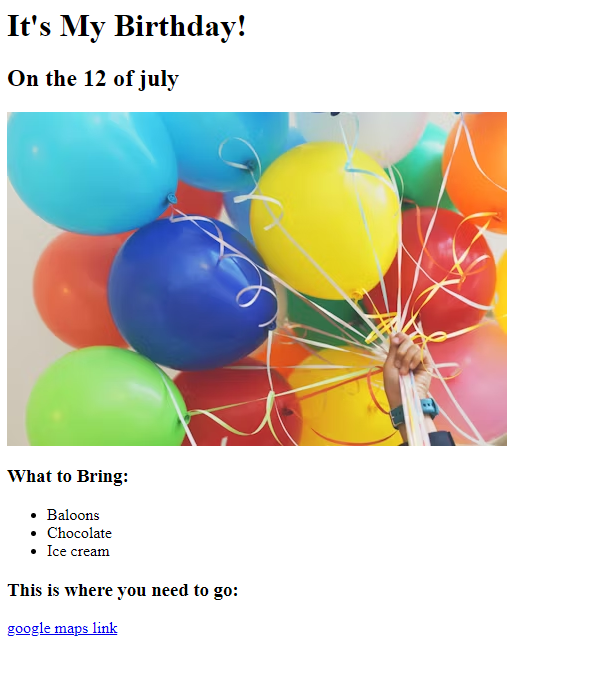 It's My Birthday!
On the 12 of july
What to Bring:
Baloons
Chocolate
Ice cream
This is where you need to go:
google maps link